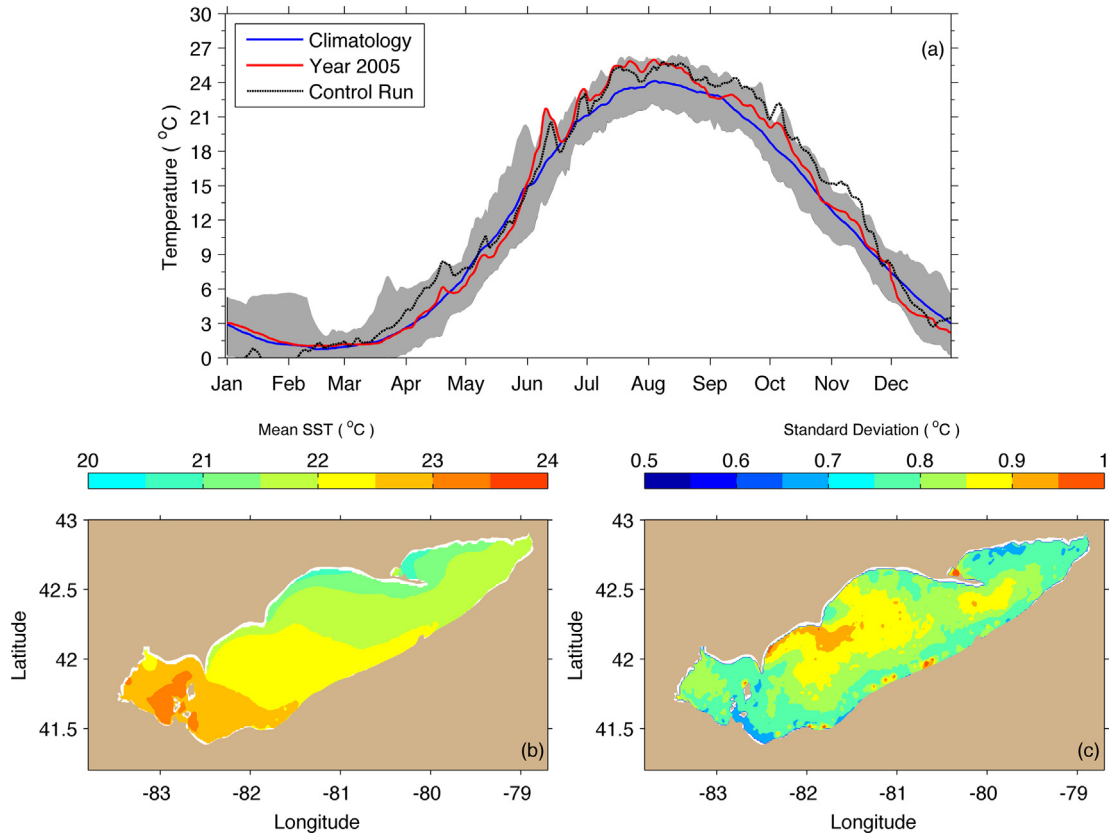 30
27
24
21
18
15
12
9
6
3
0
Temperature ( °C )
Climatology
Year 2005
Control Run
(a)
Jan Feb Mar Apr May Jun Jul Aug Sep Oct Nov Dec
Mean SST ( °C )
20 21 22 23 24
43
42.5
42
41.5
Latitude
(b)
-83 -82 -81 -80 -79
Longitude
Standard Deviation ( °C )
0.5 0.6 0.7 0.8 0.9 1
43
42.5
42
41.5
Latitude
(c)
-83 -82 -81 -80 -79
Longitude